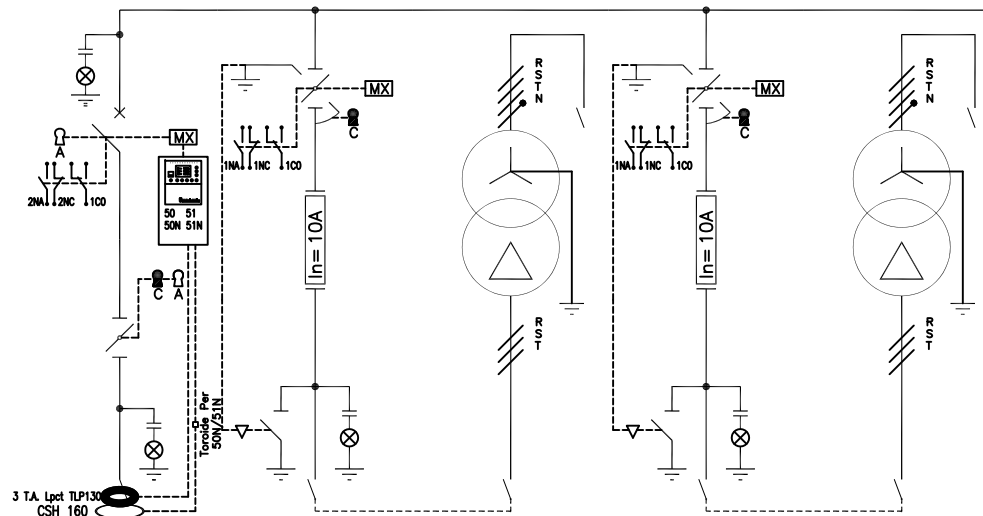 R
S
T
N
R
S
T
N
MX
MX
C
C
A
MX
1NA
1NC
1CO
1NA
1NC
1CO
2NA
2NC
1CO
50 51
50N 51N
In= 10A
In= 10A
C
A
R
S
T
R
S
T
Toroide Per
50N/51N
3 T.A. Lpct TLP130
CSH 160